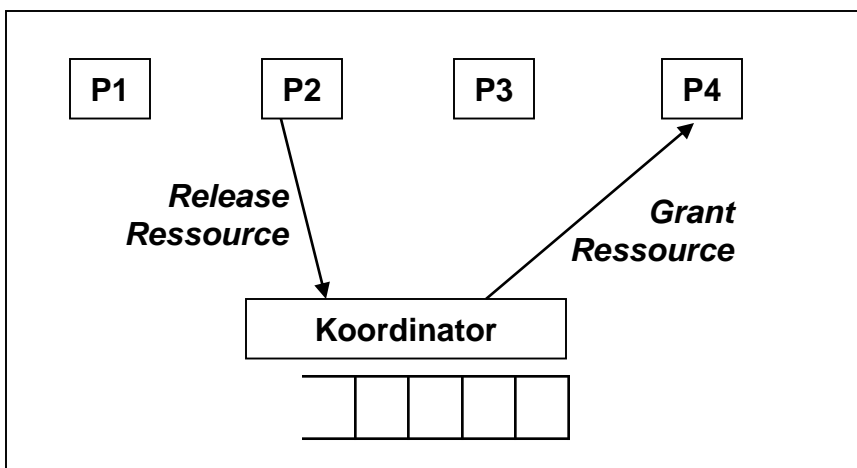 P1
P2
P3
P4
Release
Ressource
Grant
Ressource
Koordinator